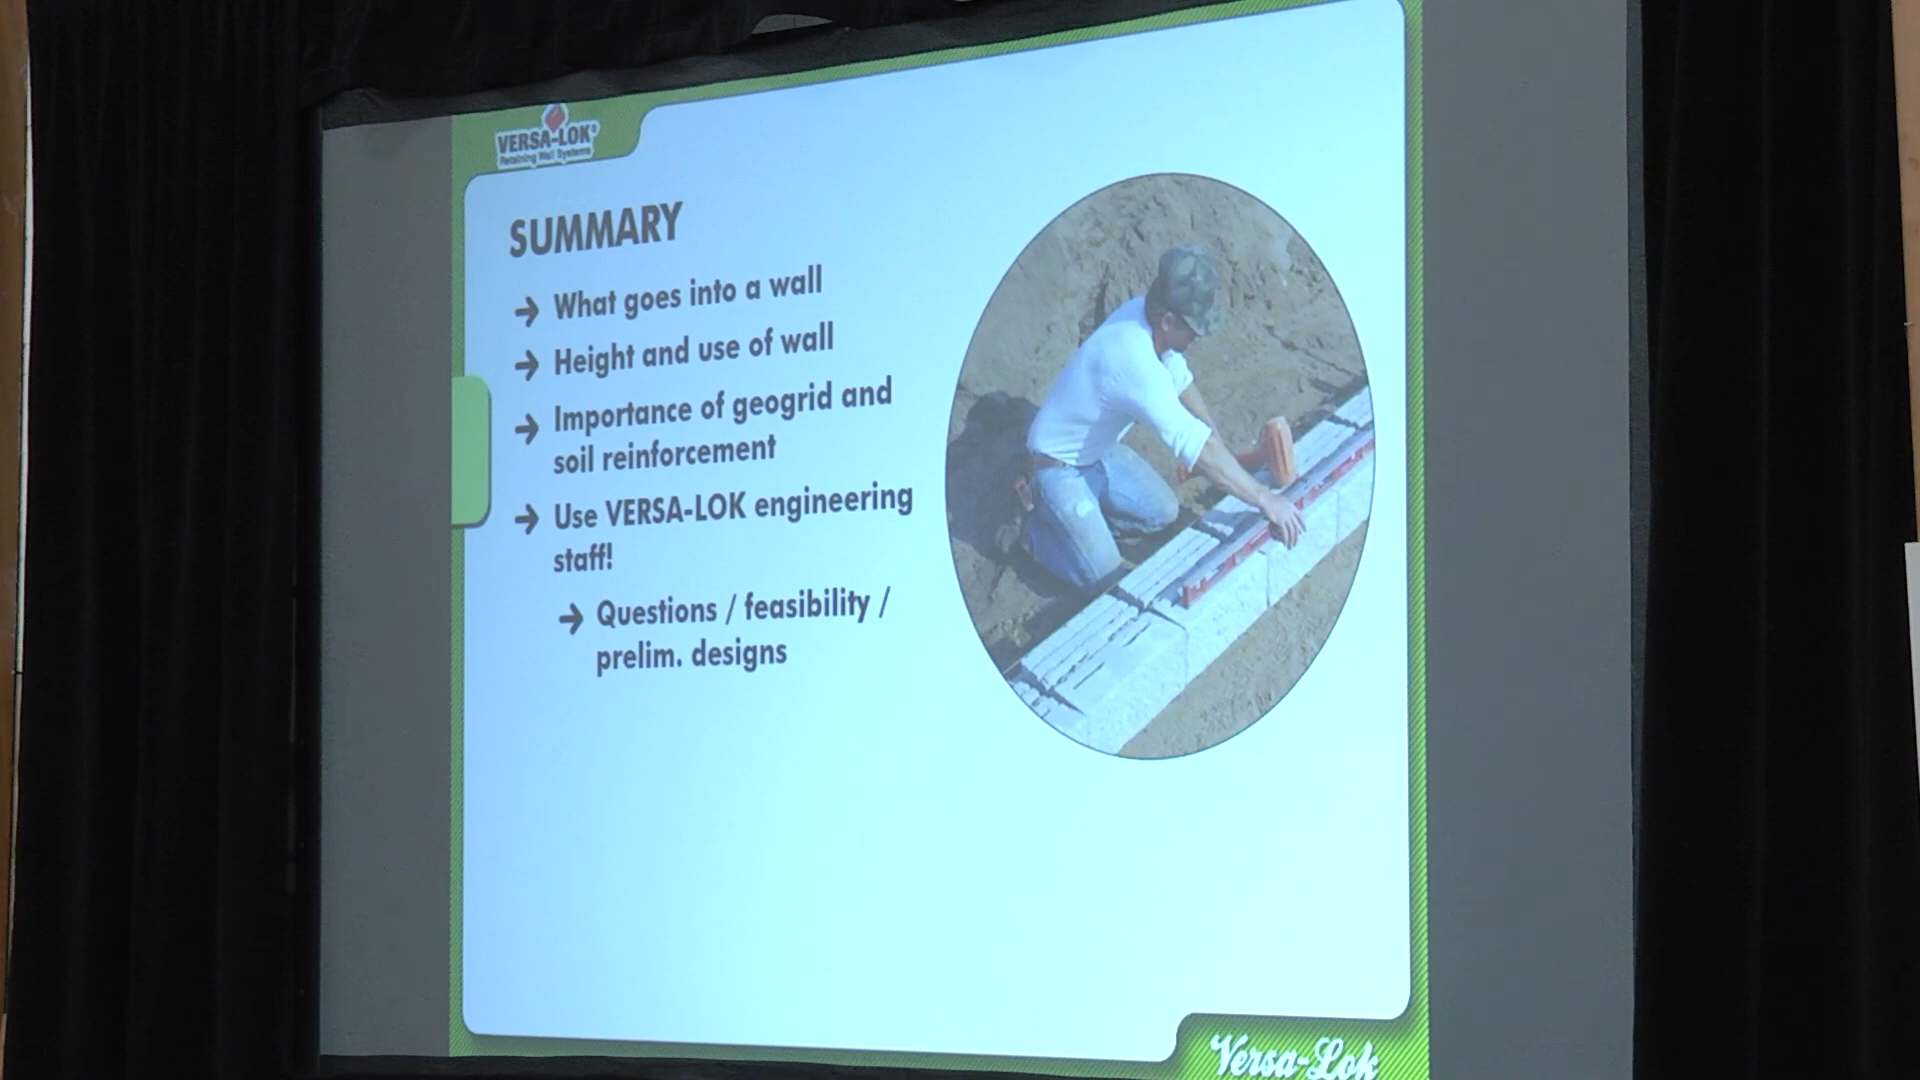 VERSA-LOK®
Retaining Wall Systems
SUMMARY
→ What goes into a wall
→ Height and use of wall
→ Importance of geogrid and
soil reinforcement
→ Use VERSA-LOK engineering
staff!
→ Questions / feasibility /
prelim. designs
Versa-Lok